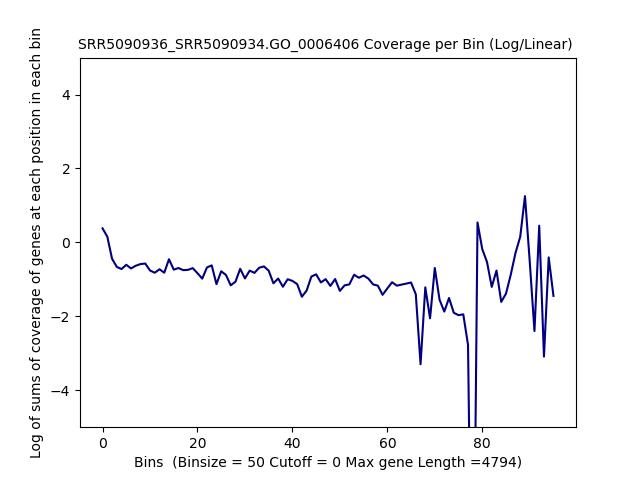 SRR5090936_SRR5090934.GO_0006406 Coverage per Bin (Log/Linear)
Log of sums of coverage of genes at each position in each bin
4
2
0
−2
−4
0 20 40 60 80
Bins  (Binsize = 50 Cutoff = 0 Max gene Length =4794)